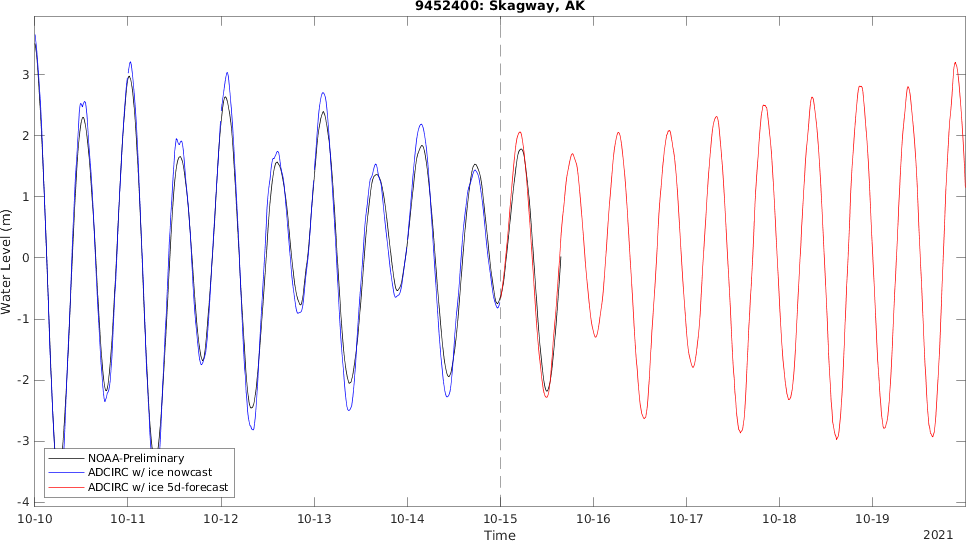 9452400: Skagway, AK
Water Level (m)
3
2
1
0
-1
-2
-3
-4
NOAA-Preliminary
ADCIRC w/ ice nowcast
ADCIRC w/ ice 5d-forecast
10-10 10-11 10-12 10-13 10-14 10-15 10-16 10-17 10-18 10-19
Time
2021